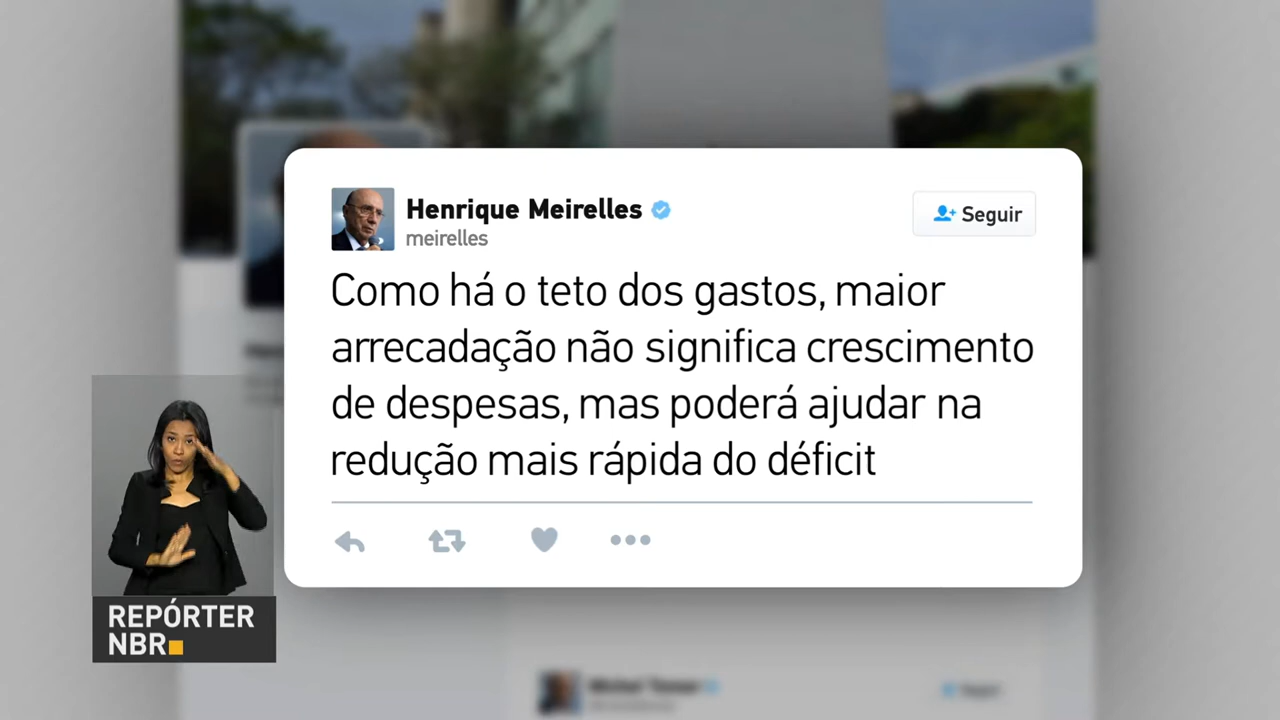 Henrique Meirelles
meirelles
Seguir
Como há o teto dos gastos, maior
arrecadação não significa crescimento
de despesas, mas poderá ajudar na
redução mais rápida do déficit
REPÓRTER
NBR